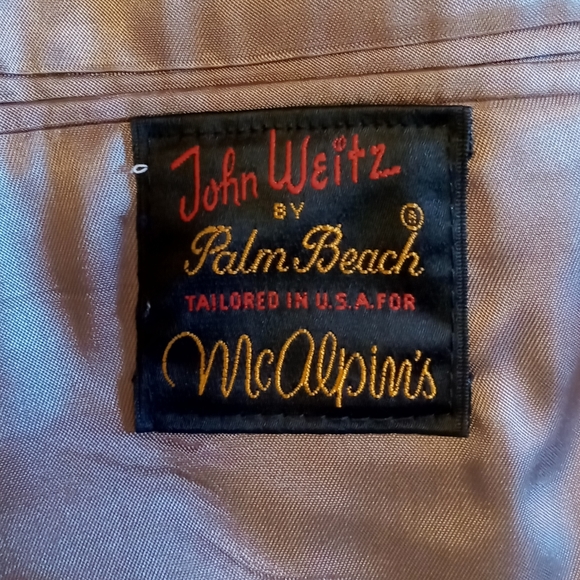 John Weitz
BY
Palm Beach ®
TAILORED IN U.S.A. FOR
McAlpin's